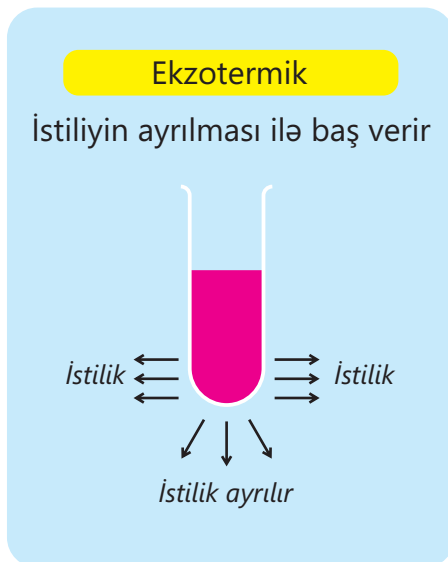 Ekzotermik
İstiliyin ayrılması ilə baş verir
İstilik
İstilik
İstilik ayrılır